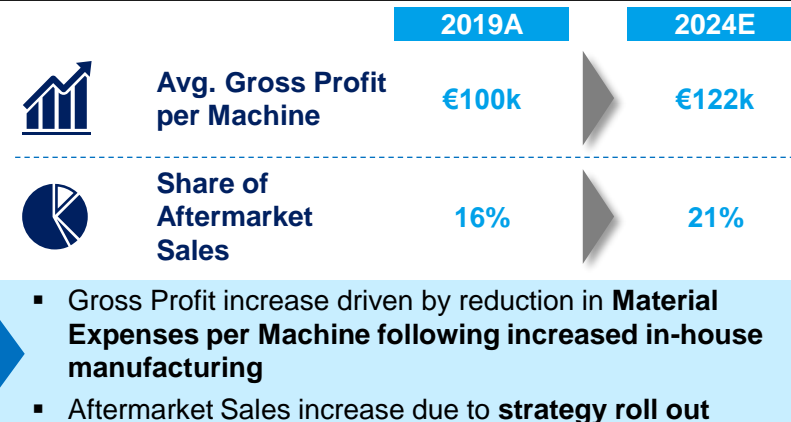 2019A 2024E
Avg. Gross Profit
per Machine
€100k €122k
Share of
Aftermarket
Sales
16% 21%
▪ Gross Profit increase driven by reduction in Material
Expenses per Machine following increased in-house
manufacturing
▪ Aftermarket Sales increase due to strategy roll out